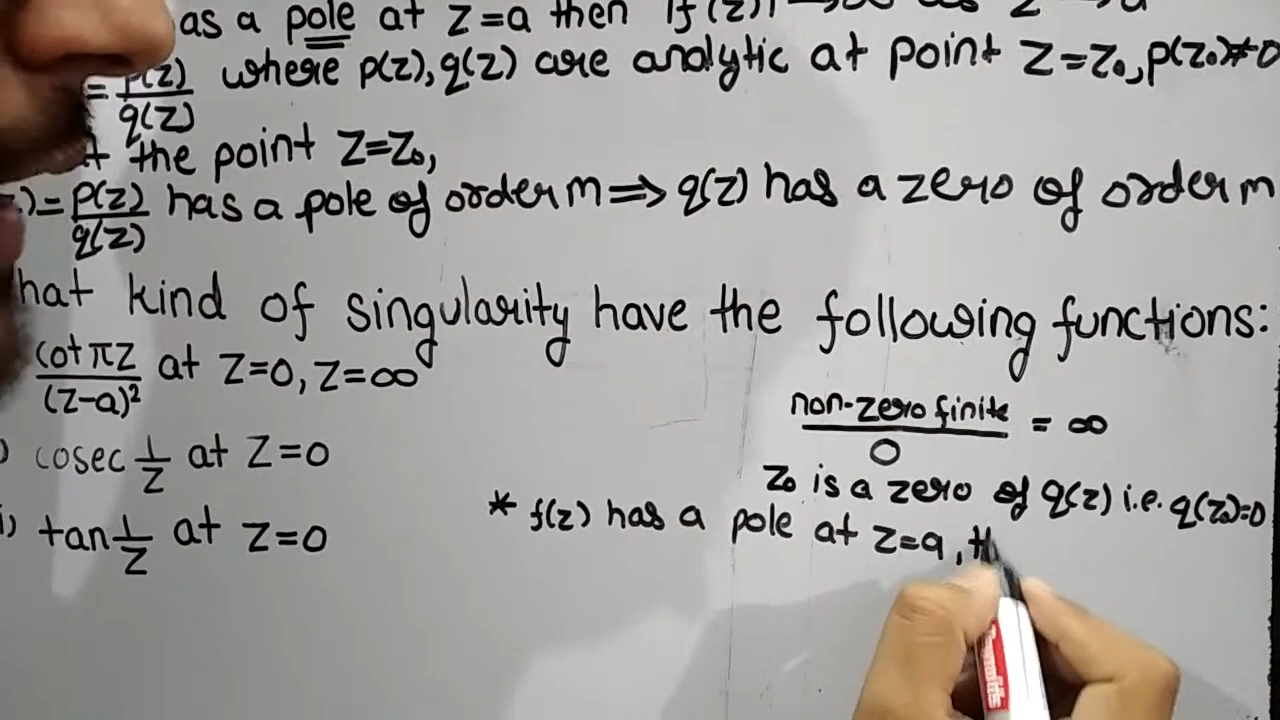 as a pole at z=a then |f(z)|→∞ as z→a
= p(z)/q(z) where p(z), q(z) are analytic at point z=z₀, p(z₀)≠0
the point z=z₀,
= p(z)/q(z) has a pole of order m ⇒ q(z) has a zero of order m
hat kind of singularity have the following functions:
cot πz/(z-a)² at z=0, z=∞
cosec 1/z at z=0
tan 1/z at z=0
non-zero finite/0 = ∞
z₀ is a zero of q(z) i.e. q(z₀)=0
* f(z) has a pole at z=a, th